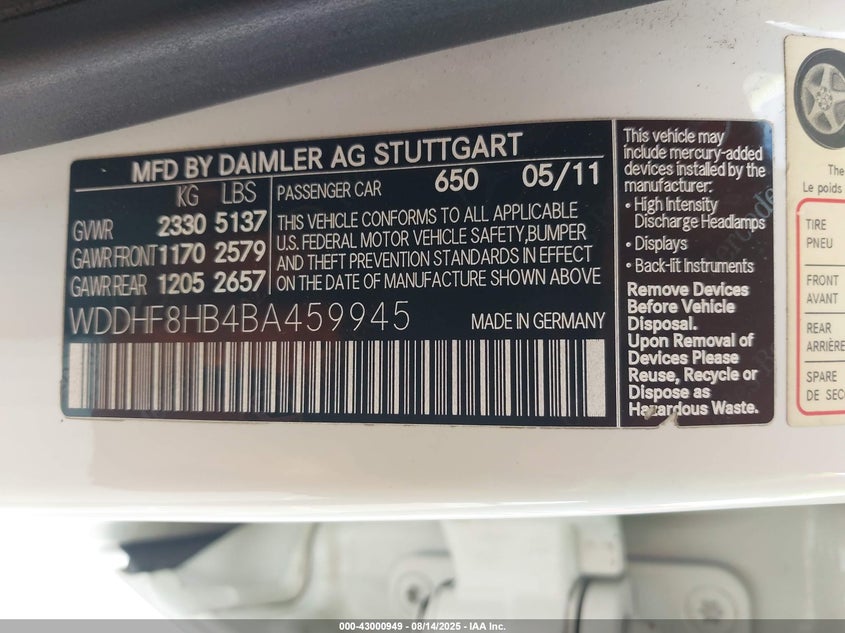 MFD BY DAIMLER AG STUTTGART
KG LBS
GVWR 2330 5137
GAWR FRONT 1170 2579
GAWR REAR 1205 2657
PASSENGER CAR 650 05/11
THIS VEHICLE CONFORMS TO ALL APPLICABLE
U.S. FEDERAL MOTOR VEHICLE SAFETY,BUMPER
AND THEFT PREVENTION STANDARDS IN EFFECT
ON THE DATE OF MANUFACTURE SHOWN ABOVE
WDDHF8HB4BA459945
MADE IN GERMANY
This vehicle may
include mercury-added
devices installed by the
manufacturer:
• High Intensity
Discharge Headlamps
• Displays
• Back-lit Instruments
Remove Devices
Before Vehicle
Disposal.
Upon Removal of
Devices Please
Reuse, Recycle or
Dispose as
Hazardous Waste.
The
Le poids
TIRE
PNEU
FRONT
AVANT
REAR
ARRIÈRE
SPARE
DE SEC
000-43000949 - 08/14/2025 - IAA Inc.